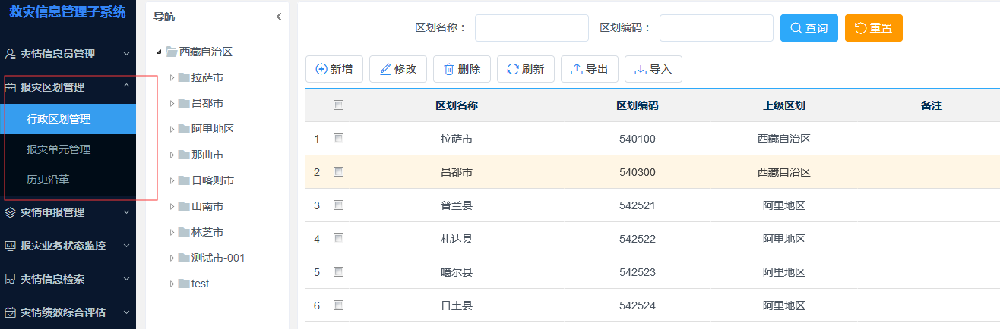 救灾信息管理子系统
灾情信息员管理
报灾区划管理
行政区划管理
报灾单元管理
历史沿革
灾情申报管理
报灾业务状态监控
灾情信息检索
灾情绩效综合评估
导航
西藏自治区
拉萨市
昌都市
阿里地区
那曲市
日喀则市
山南市
林芝市
测试市-001
test
区划名称： 区划编码： 查询 重置
新增 修改 删除 刷新 导出 导入
区划名称 区划编码 上级区划 备注
1 拉萨市 540100 西藏自治区
2 昌都市 540300 西藏自治区
3 普兰县 542521 阿里地区
4 札达县 542522 阿里地区
5 噶尔县 542523 阿里地区
6 日土县 542524 阿里地区